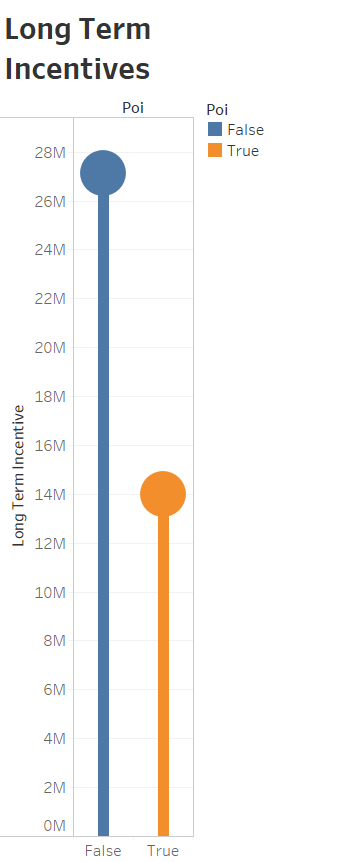 Long Term
Incentives
Poi
Poi
False
True
28M
26M
24M
22M
20M
18M
16M
14M
12M
10M
8M
6M
4M
2M
0M
Long Term Incentive
False
True